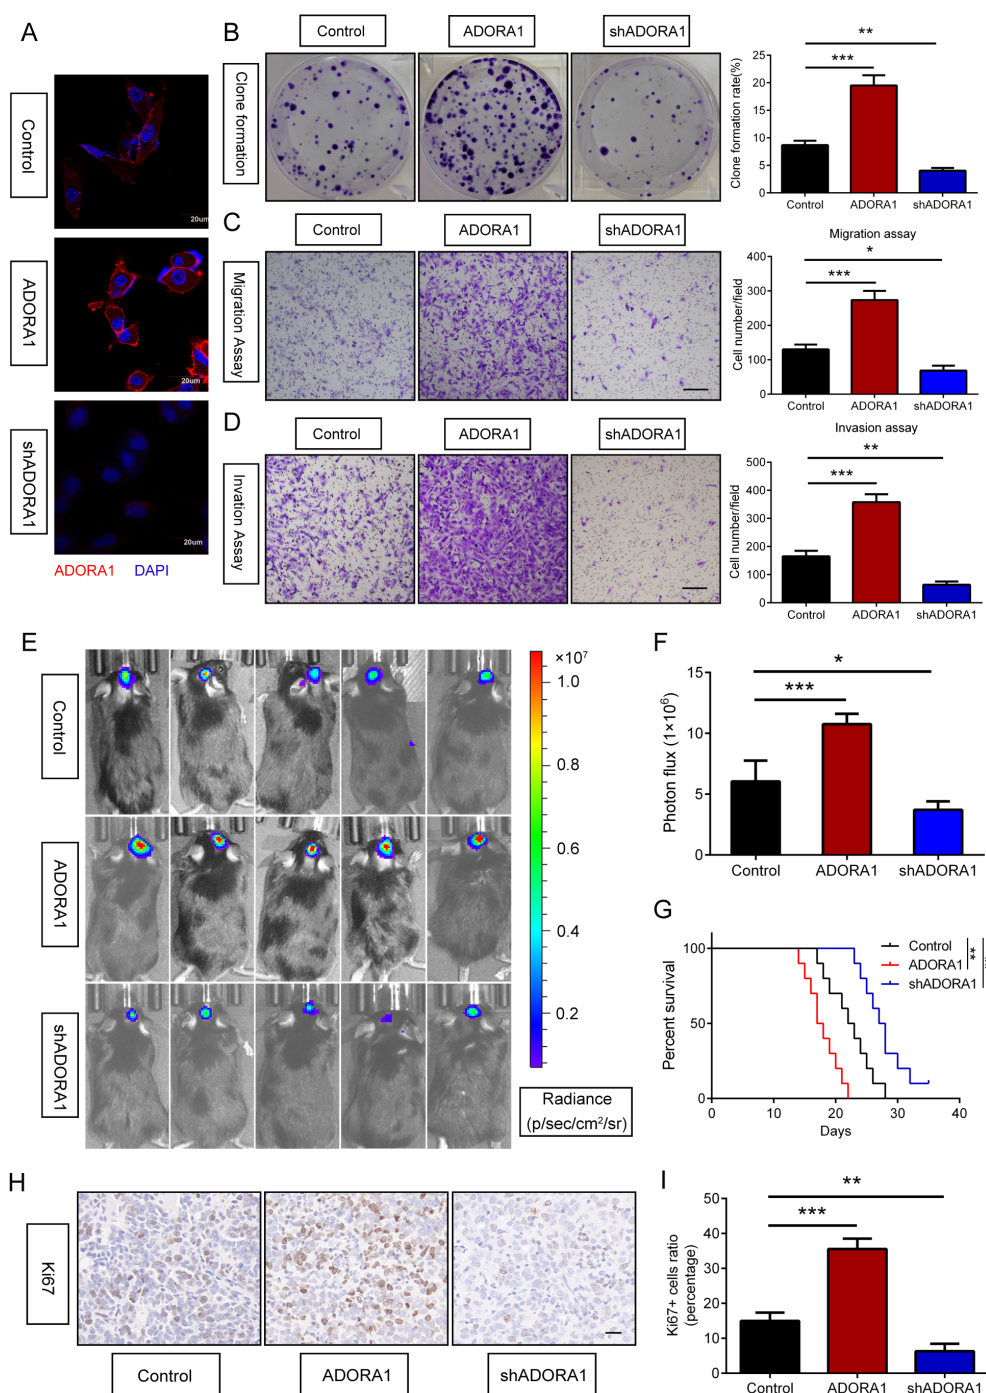 A
Control
20um
ADORA1
20um
shADORA1
20um
ADORA1 DAPI
B
Control ADORA1 shADORA1
Clone formation
Clone formation rate(%)
25
20
15
10
5
0
**
***
Control ADORA1 shADORA1
C
Control ADORA1 shADORA1
Migration Assay
Migration assay
Cell number/field
400
300
200
100
0
*
***
Control ADORA1 shADORA1
D
Control ADORA1 shADORA1
Invation Assay
Invasion assay
Cell number/field
500
400
300
200
100
0
**
***
Control ADORA1 shADORA1
E
Control
ADORA1
shADORA1
×10⁷
1.0
0.8
0.6
0.4
0.2
Radiance
(p/sec/cm²/sr)
F
Photon flux (1×10⁶)
15
10
5
0
*
***
Control ADORA1 shADORA1
G
Percent survival
100
50
0
0 10 20 30 40
Days
Control
ADORA1
shADORA1
**
H
Ki67
Control ADORA1 shADORA1
I
Ki67+ cells ratio
(percentage)
50
40
30
20
10
0
**
***
Control ADORA1 shADORA1